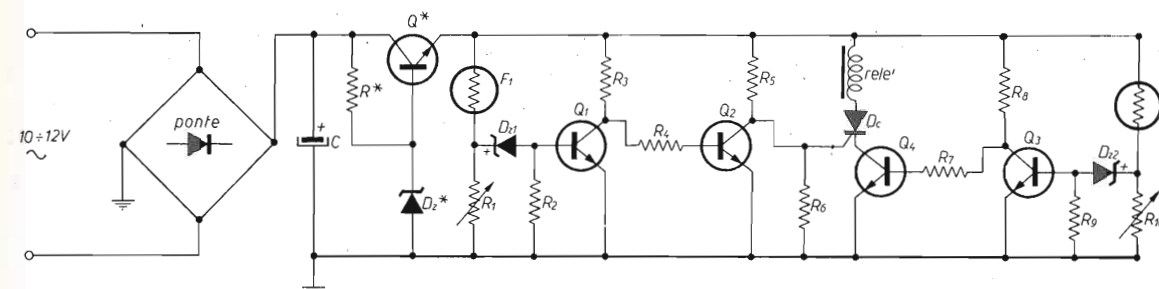 10÷12V
∼
ponte
+
C
R*
Q*
Dz*
F1
+
Dz1
R1
R2
Q1
R3
R4
Q2
R5
R6
rele'
Dc
Q4
R7
R8
Q3
Dz2
+
R9